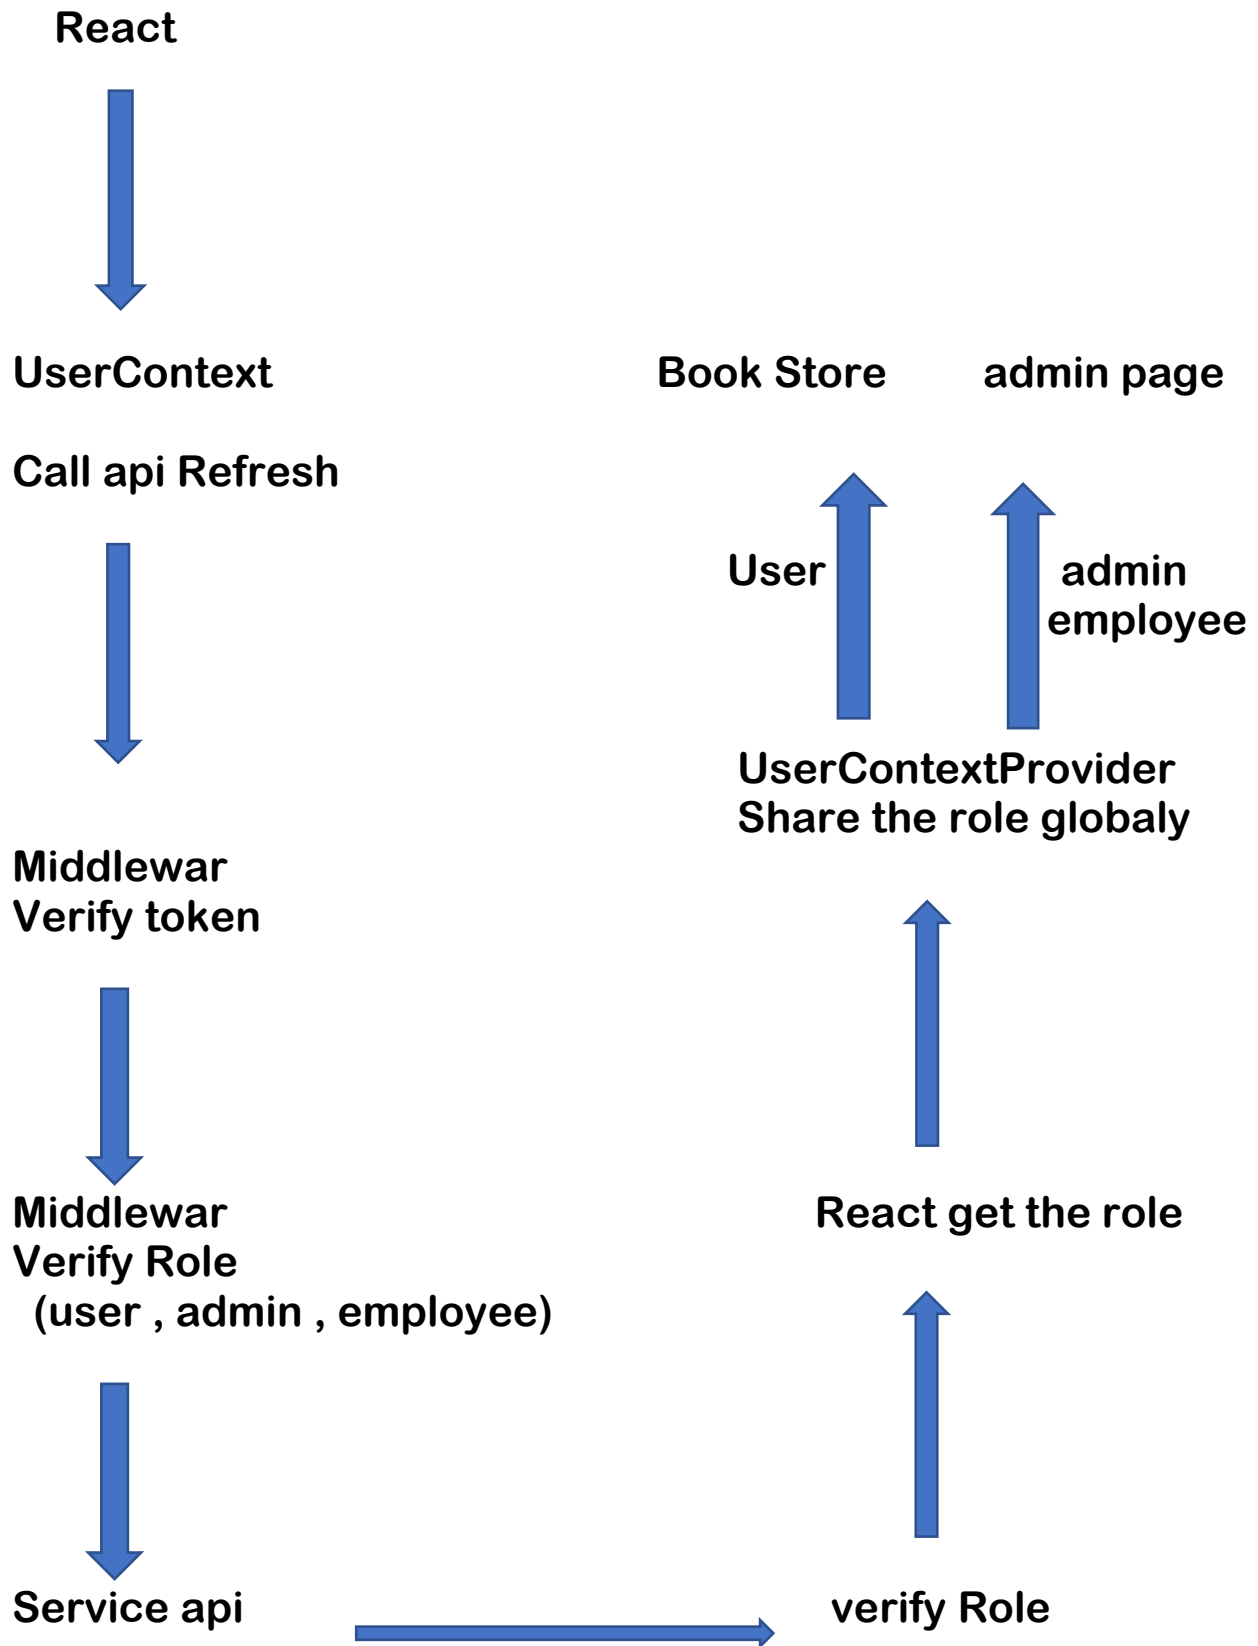 React
UserContext
Call api Refresh
Middlewar
Verify token
Middlewar
Verify Role
(user , admin , employee)
Service api
verify Role
React get the role
UserContextProvider
Share the role globaly
User
admin
employee
Book Store
admin page